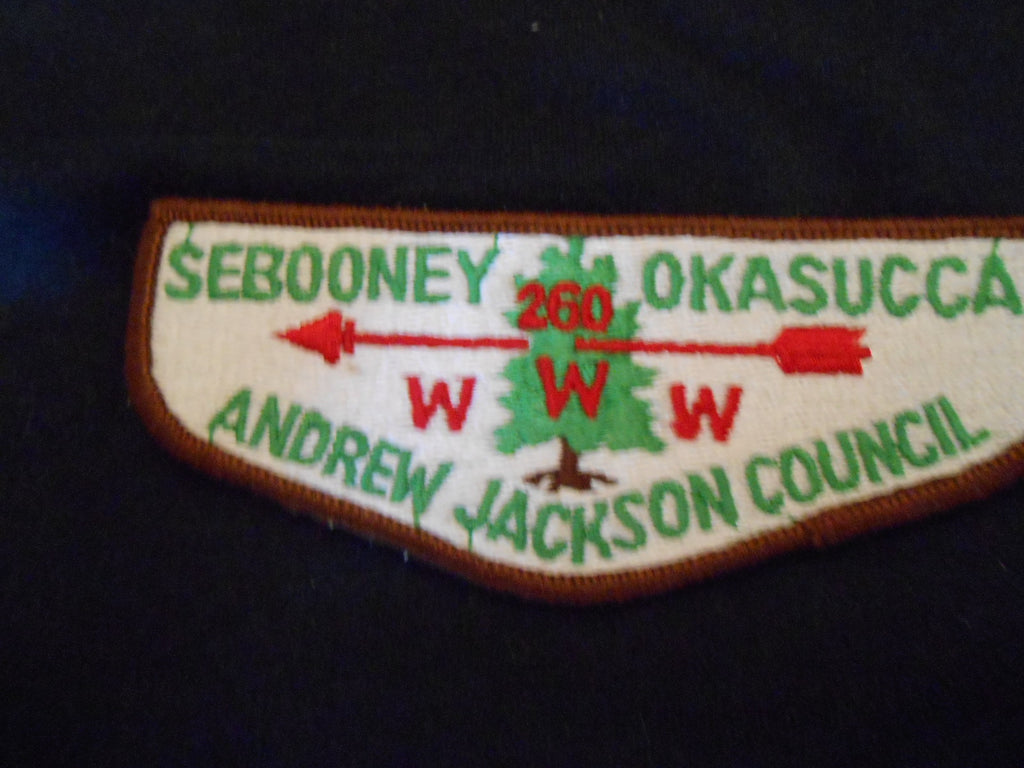 SEBOONEY OKASUCCA
260
W W W
ANDREW JACKSON COUNCIL